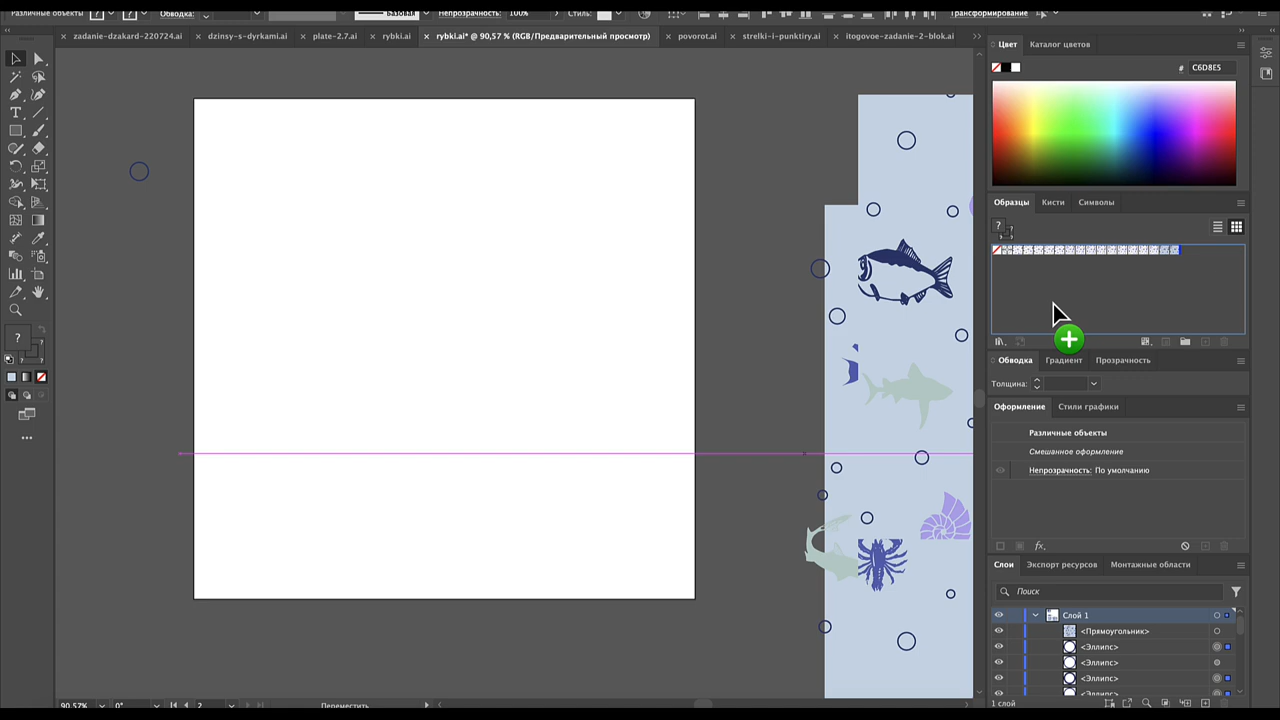 Различные объекты ? ? Обводка: Базовая Непрозрачность: 100% Стиль: Трансформирование
zadanie-dzakard-220724.ai dzinsy-s-dyrkami.ai plate-2.7.ai rybki.ai rybki.ai* @ 90,57 % (RGB/Предварительный просмотр) povorot.ai strelki-i-punktiry.ai itogovoe-zadanie-2-blok.ai
Цвет Каталог цветов
# C6D8E5
Образцы Кисти Символы
?
Обводка Градиент Прозрачность
Толщина:
Оформление Стили графики
Различные объекты
Смешанное оформление
Непрозрачность: По умолчанию
fx
Слои Экспорт ресурсов Монтажные области
Поиск
Слой 1
<Прямоугольник>
<Эллипс>
<Эллипс>
<Эллипс>
<Эллипс>
1 слой
90,57% 0° 2 Переместить